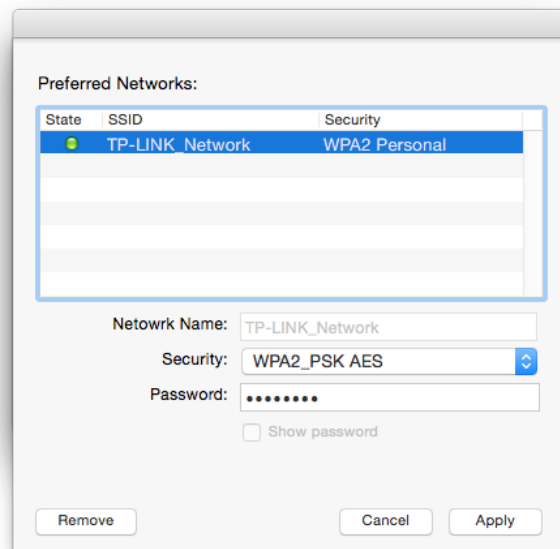 Preferred Networks:
State SSID Security
TP-LINK_Network WPA2 Personal
Netowrk Name: TP-LINK_Network
Security: WPA2_PSK AES
Password: ••••••••
Show password
Remove Cancel Apply